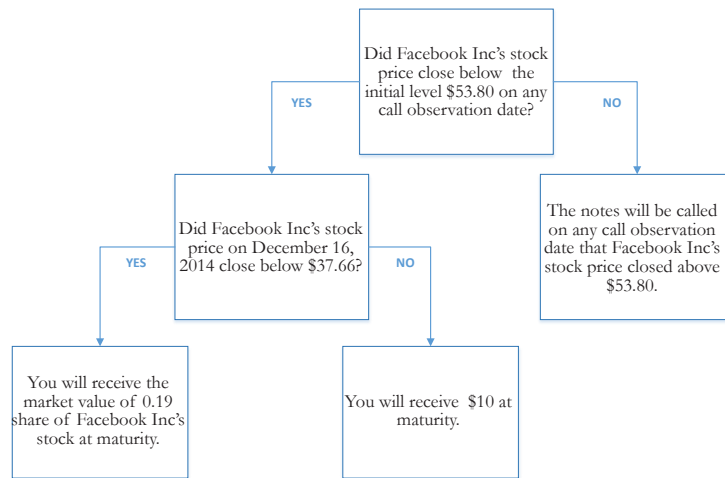 Did Facebook Inc's stock
price close below the
initial level $53.80 on any
call observation date?
YES
NO
Did Facebook Inc's stock
price on December 16,
2014 close below $37.66?
The notes will be called
on any call observation
date that Facebook Inc's
stock price closed above
$53.80.
YES
NO
You will receive the
market value of 0.19
share of Facebook Inc's
stock at maturity.
You will receive $10 at
maturity.